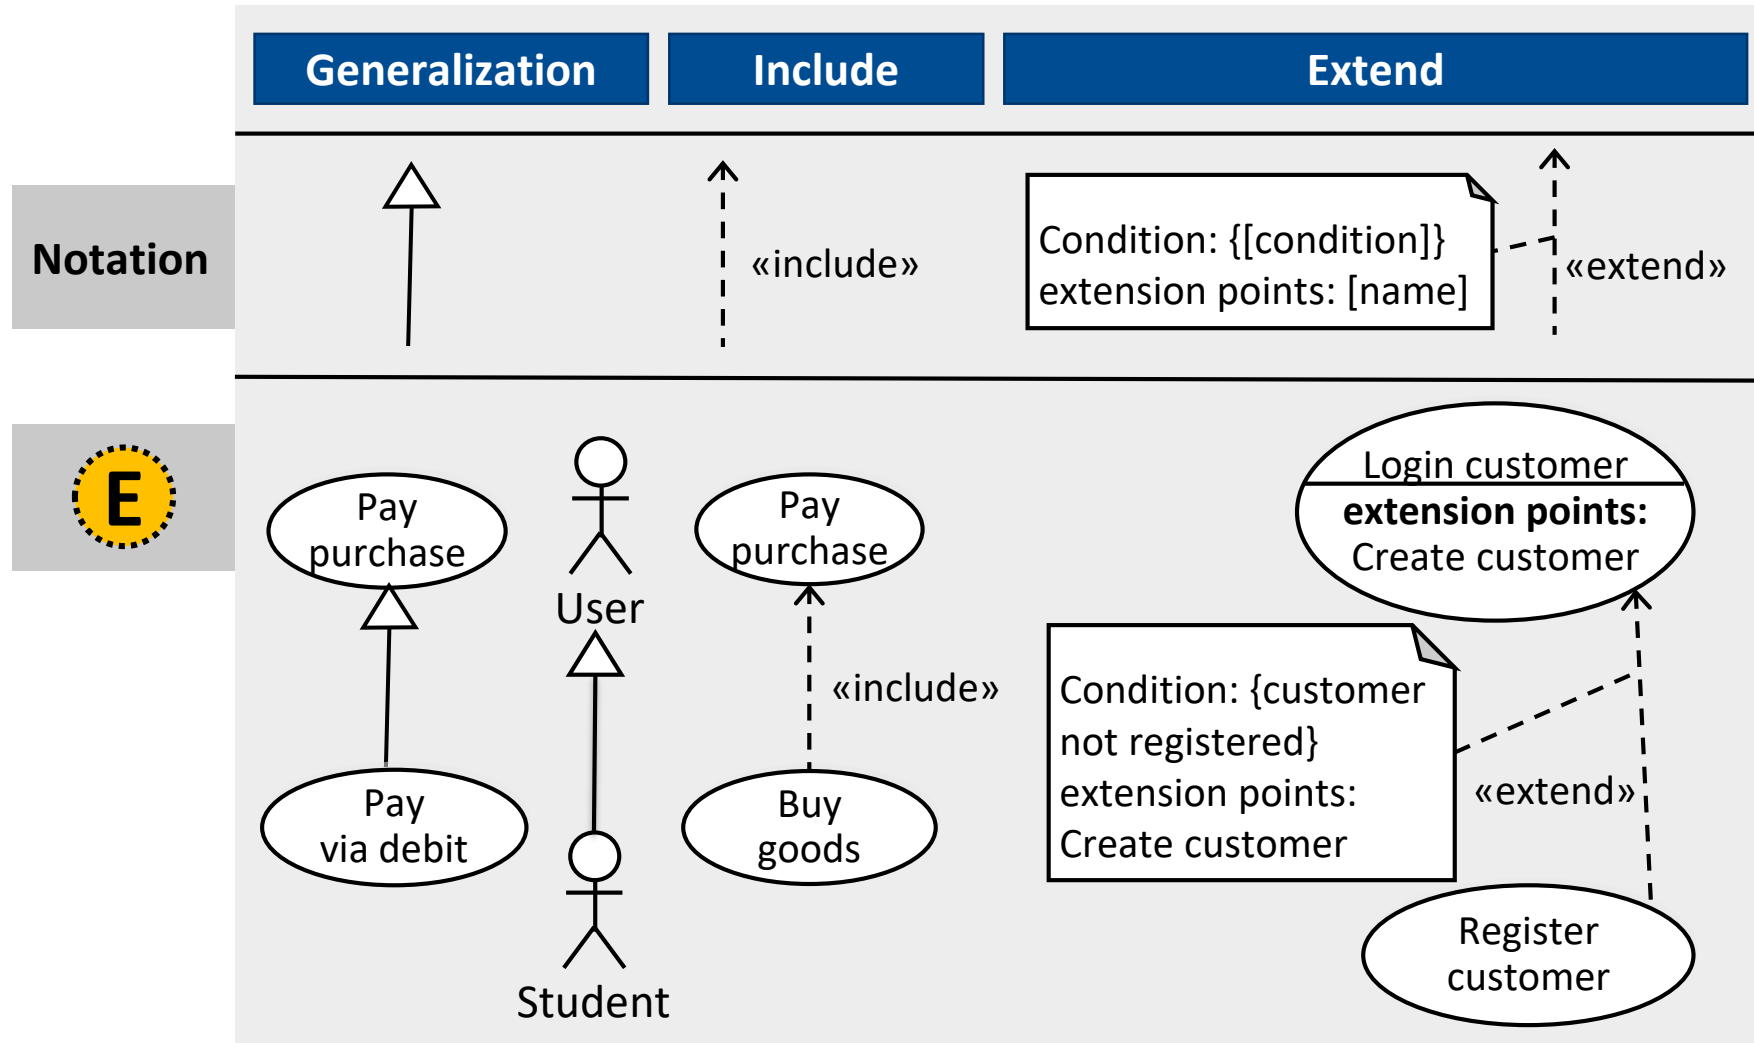 Generalization
Include
Extend
Notation
«include»
Condition: {[condition]}
extension points: [name]
«extend»
E
Pay
purchase
User
Pay
purchase
Login customer
extension points:
Create customer
«include»
Condition: {customer
not registered}
extension points:
Create customer
«extend»
Pay
via debit
Student
Buy
goods
Register
customer